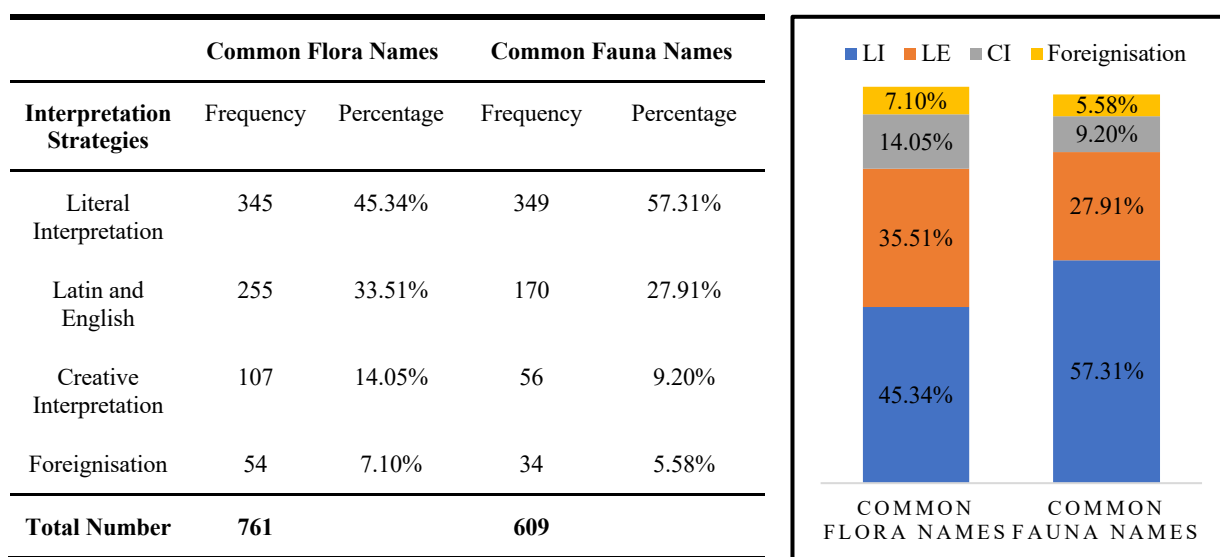 Common Flora Names Common Fauna Names
Interpretation Strategies Frequency Percentage Frequency Percentage
Literal Interpretation 345 45.34% 349 57.31%
Latin and English 255 33.51% 170 27.91%
Creative Interpretation 107 14.05% 56 9.20%
Foreignisation 54 7.10% 34 5.58%
Total Number 761 609
LI LE CI Foreignisation
7.10% 5.58%
14.05% 9.20%
35.51% 27.91%
45.34% 57.31%
COMMON COMMON
FLORA NAMES FAUNA NAMES